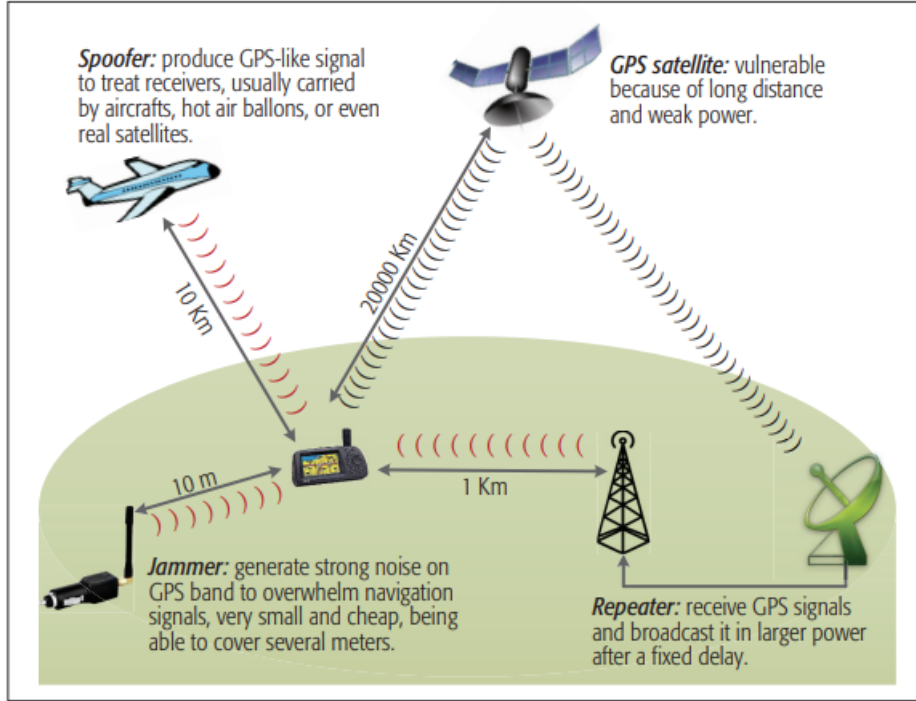 Spoofer: produce GPS-like signal
to treat receivers, usually carried
by aircrafts, hot air ballons, or even
real satellites.
GPS satellite: vulnerable
because of long distance
and weak power.
10 Km
20000 Km
10 m
1 Km
Jammer: generate strong noise on
GPS band to overwhelm navigation
signals, very small and cheap, being
able to cover several meters.
Repeater: receive GPS signals
and broadcast it in larger power
after a fixed delay.